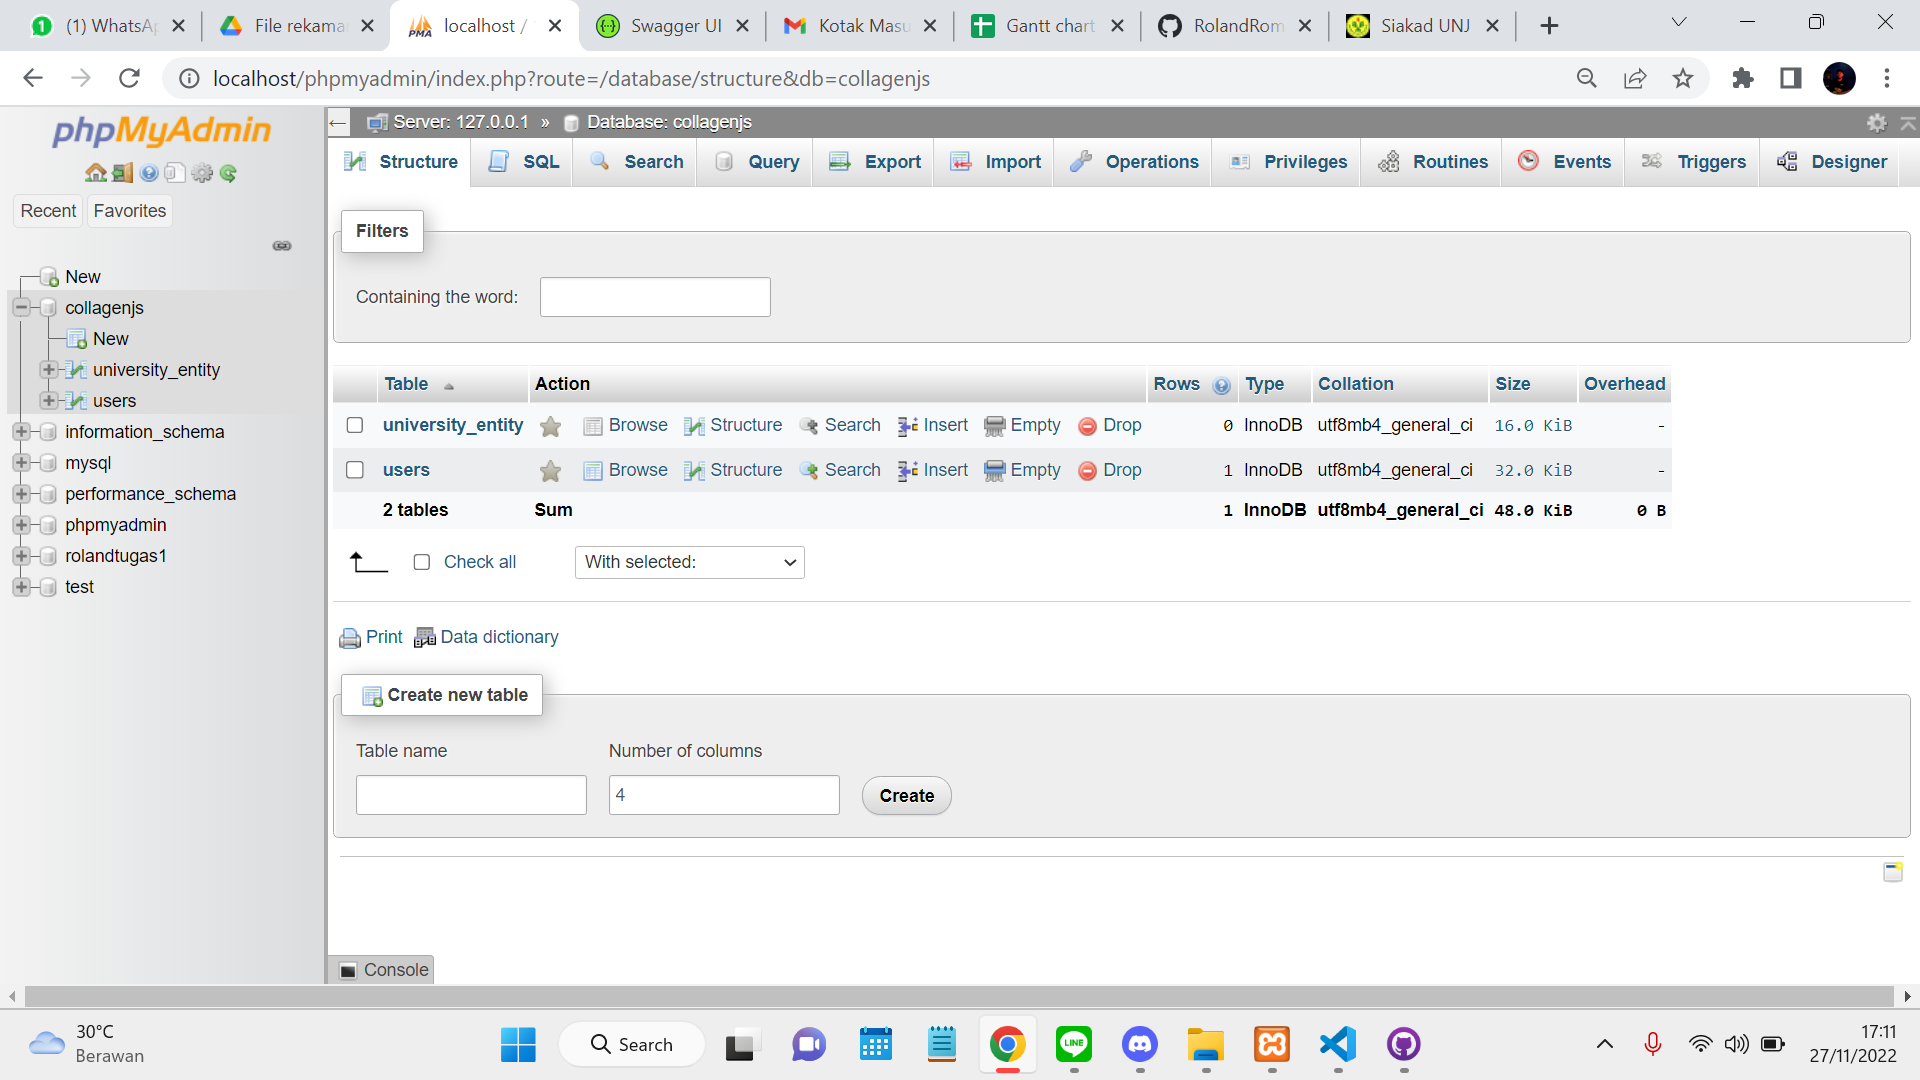 (1) WhatsAp
File rekama
localhost /
Swagger UI
Kotak Masu
Gantt chart
RolandRom
Siakad UNJ
localhost/phpmyadmin/index.php?route=/database/structure&db=collagenjs
phpMyAdmin
Recent
Favorites
New
collagenjs
New
university_entity
users
information_schema
mysql
performance_schema
phpmyadmin
rolandtugas1
test
Server: 127.0.0.1 » Database: collagenjs
Structure SQL Search Query Export Import Operations Privileges Routines Events Triggers Designer
Filters
Containing the word:
Table Action Rows Type Collation Size Overhead
university_entity Browse Structure Search Insert Empty Drop 0 InnoDB utf8mb4_general_ci 16.0 KiB -
users Browse Structure Search Insert Empty Drop 1 InnoDB utf8mb4_general_ci 32.0 KiB -
2 tables Sum 1 InnoDB utf8mb4_general_ci 48.0 KiB 0 B
Check all With selected:
Print Data dictionary
Create new table
Table name Number of columns
4 Create
Console
30°C
Berawan
Search
LINE
17:11
27/11/2022